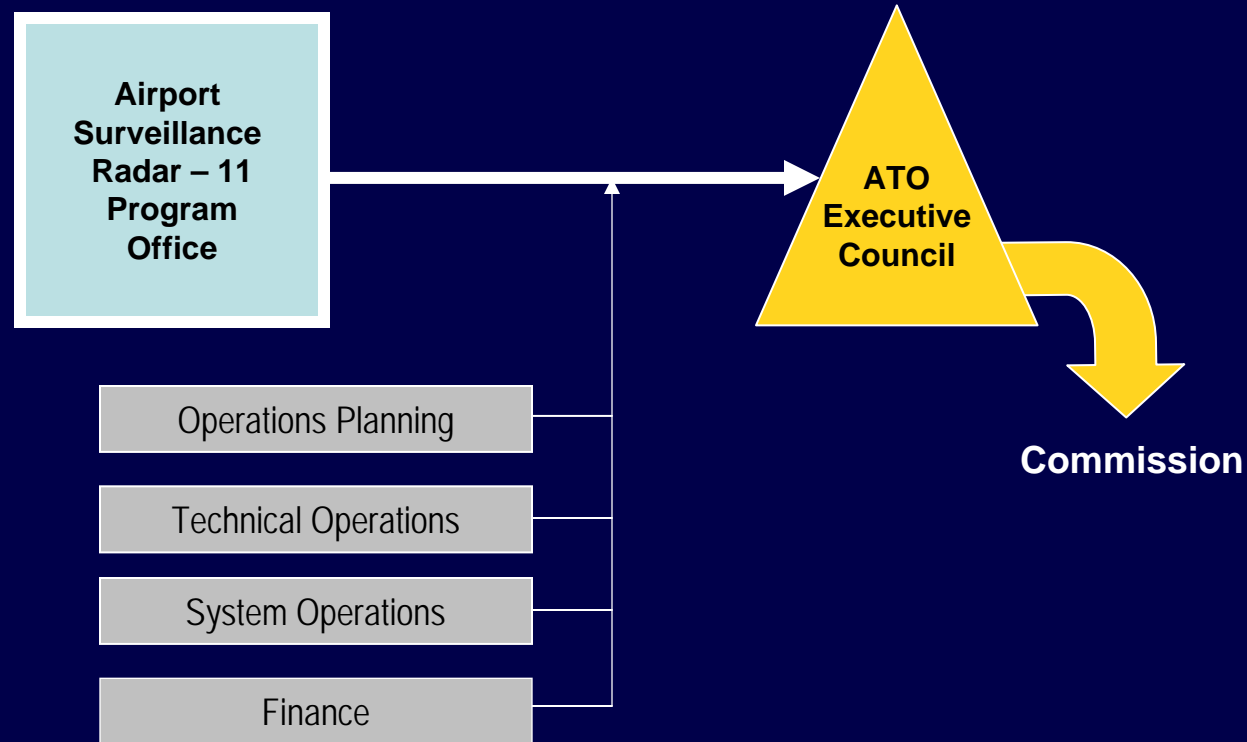 Airport
Surveillance
Radar – 11
Program
Office
ATO
Executive
Council
Operations Planning
Commission
Technical Operations
System Operations
Finance